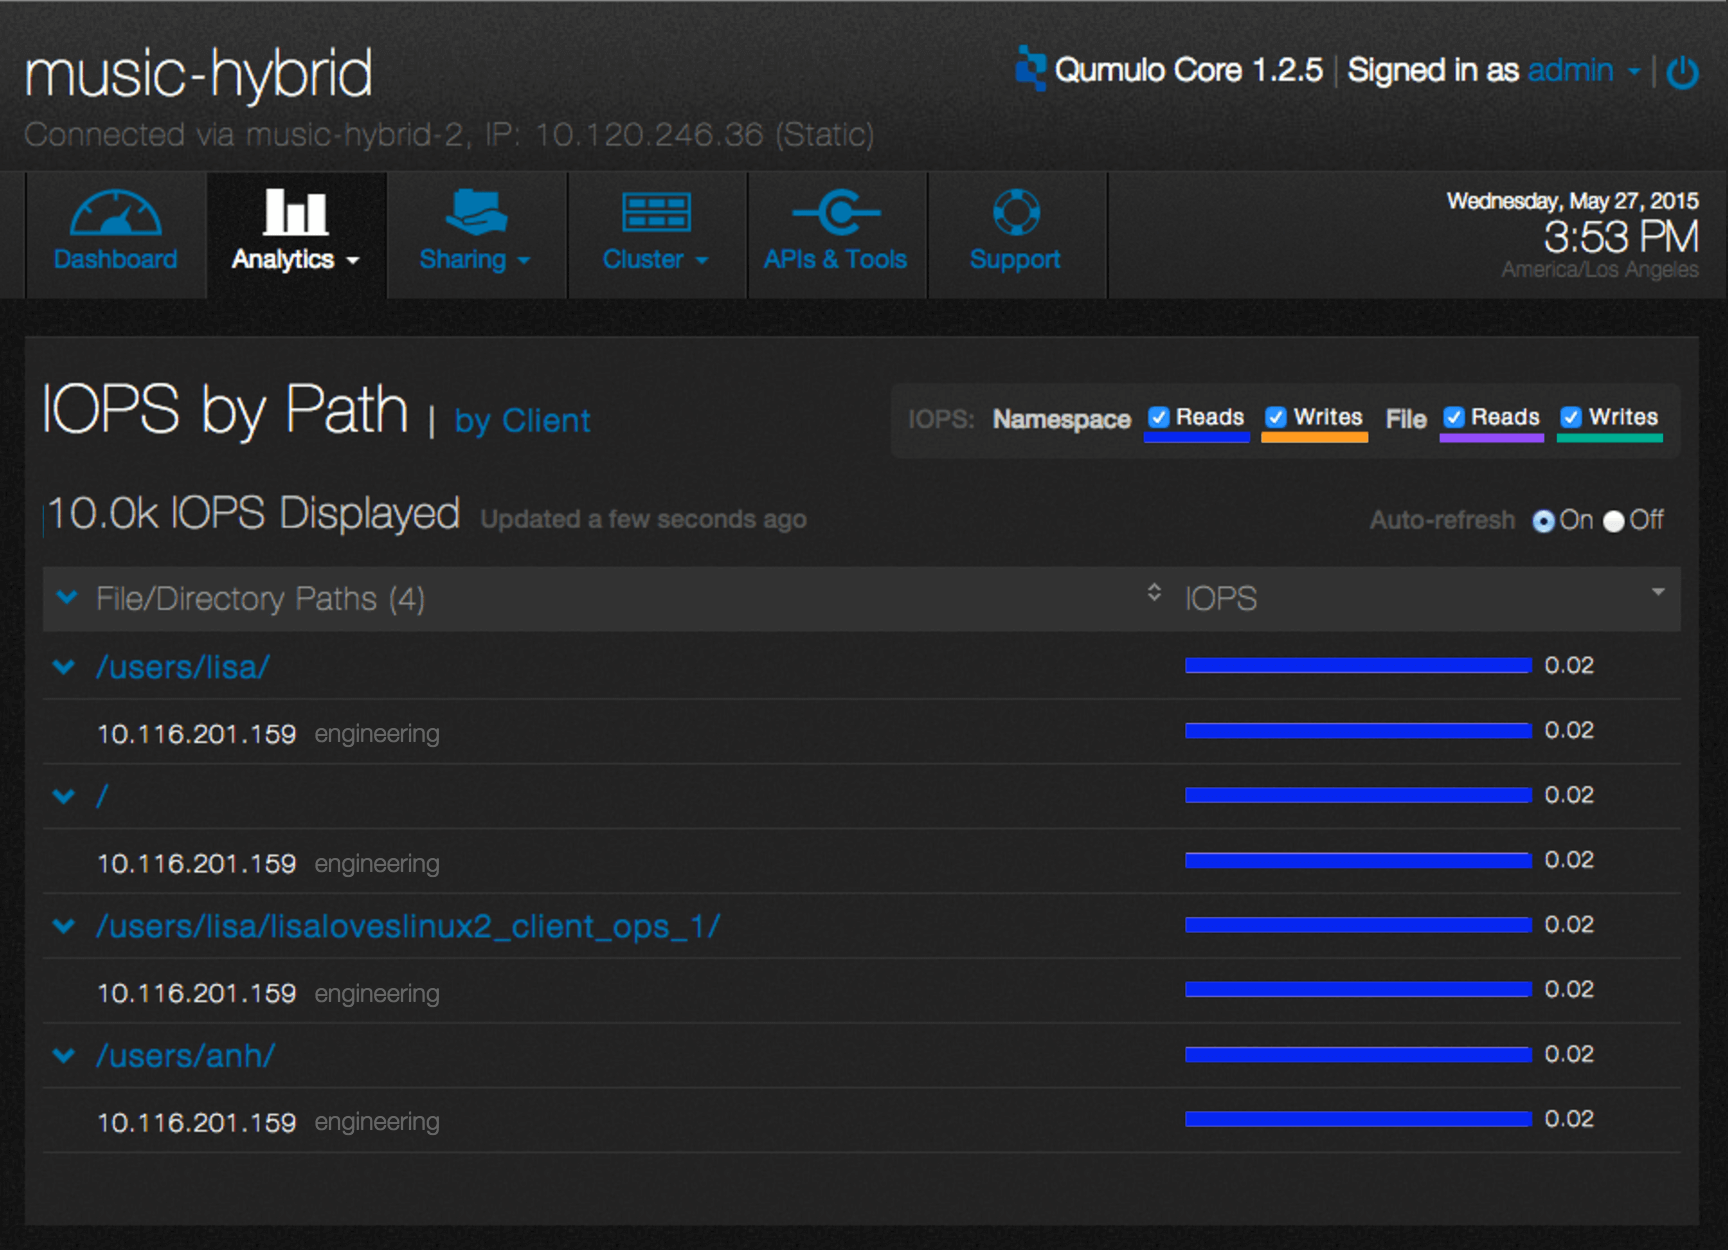 music-hybrid
Qumulo Core 1.2.5 | Signed in as admin
Connected via music-hybrid-2, IP: 10.120.246.36 (Static)
Dashboard
Analytics
Sharing
Cluster
APIs & Tools
Support
Wednesday, May 27, 2015
3:53 PM
America/Los Angeles
IOPS by Path | by Client
IOPS: Namespace Reads Writes File Reads Writes
10.0k IOPS Displayed Updated a few seconds ago
Auto-refresh On Off
File/Directory Paths (4) IOPS
/users/lisa/ 0.02
10.116.201.159 engineering 0.02
/ 0.02
10.116.201.159 engineering 0.02
/users/lisa/lisaloveslinux2_client_ops_1/ 0.02
10.116.201.159 engineering 0.02
/users/anh/ 0.02
10.116.201.159 engineering 0.02